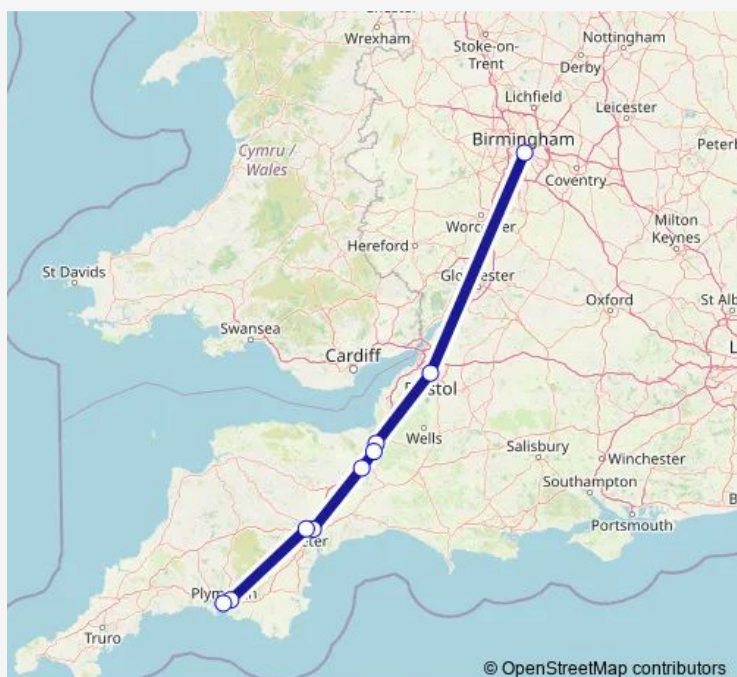 Wrexham
Stoke-on-
Trent
Nottingham
Derby
Lichfield
Leicester
Birmingham
Peterb
Cymru /
Wales
Coventry
Hereford
Milton
Keynes
St Davids
Oxford
St Alb
Swansea
Cardiff
L
Wells
Salisbury
Winchester
Southampton
Portsmouth
B
Truro
© OpenStreetMap contributors